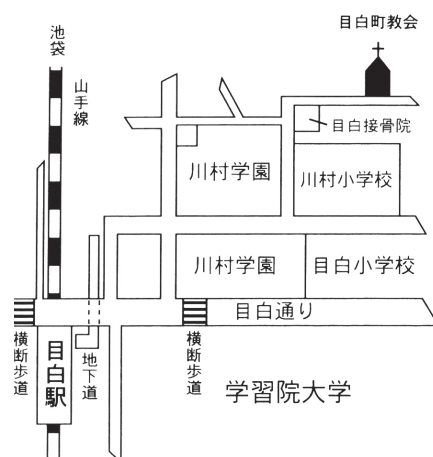 目白町教会
池袋
山手線
目白接骨院
川村学園
川村小学校
川村学園
目白小学校
目白通り
横断歩道
目白駅
地下道
横断歩道
学習院大学